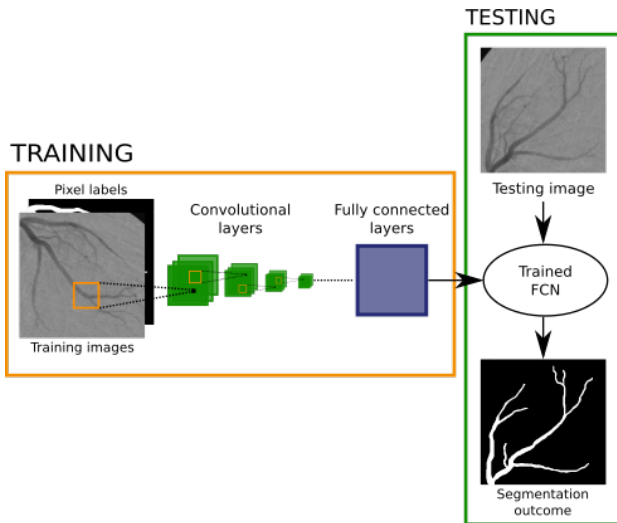 TRAINING
Pixel labels
Training images
Convolutional
layers
Fully connected
layers
TESTING
Testing image
Trained
FCN
Segmentation
outcome